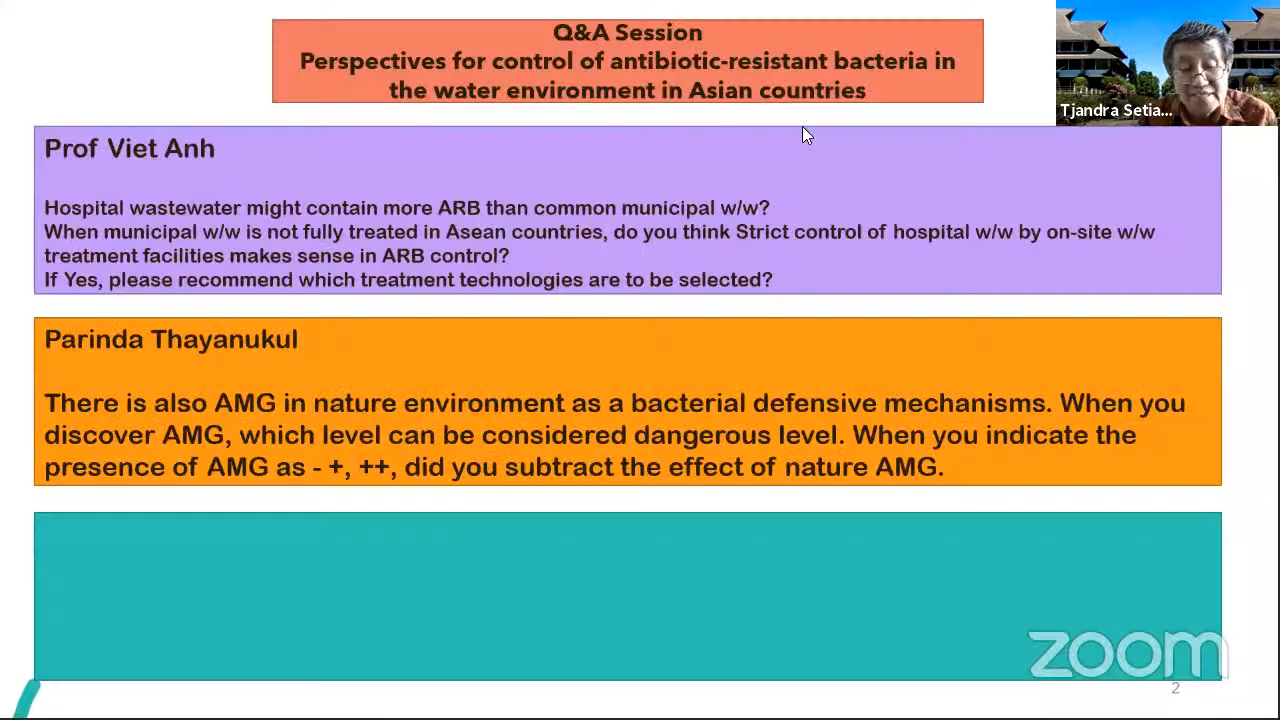 Q&A Session
Perspectives for control of antibiotic-resistant bacteria in
the water environment in Asian countries
Tjandra Setia...
Prof Viet Anh
Hospital wastewater might contain more ARB than common municipal w/w?
When municipal w/w is not fully treated in Asean countries, do you think Strict control of hospital w/w by on-site w/w
treatment facilities makes sense in ARB control?
If Yes, please recommend which treatment technologies are to be selected?
Parinda Thayanukul
There is also AMG in nature environment as a bacterial defensive mechanisms. When you
discover AMG, which level can be considered dangerous level. When you indicate the
presence of AMG as - +, ++, did you subtract the effect of nature AMG.
zoom
2